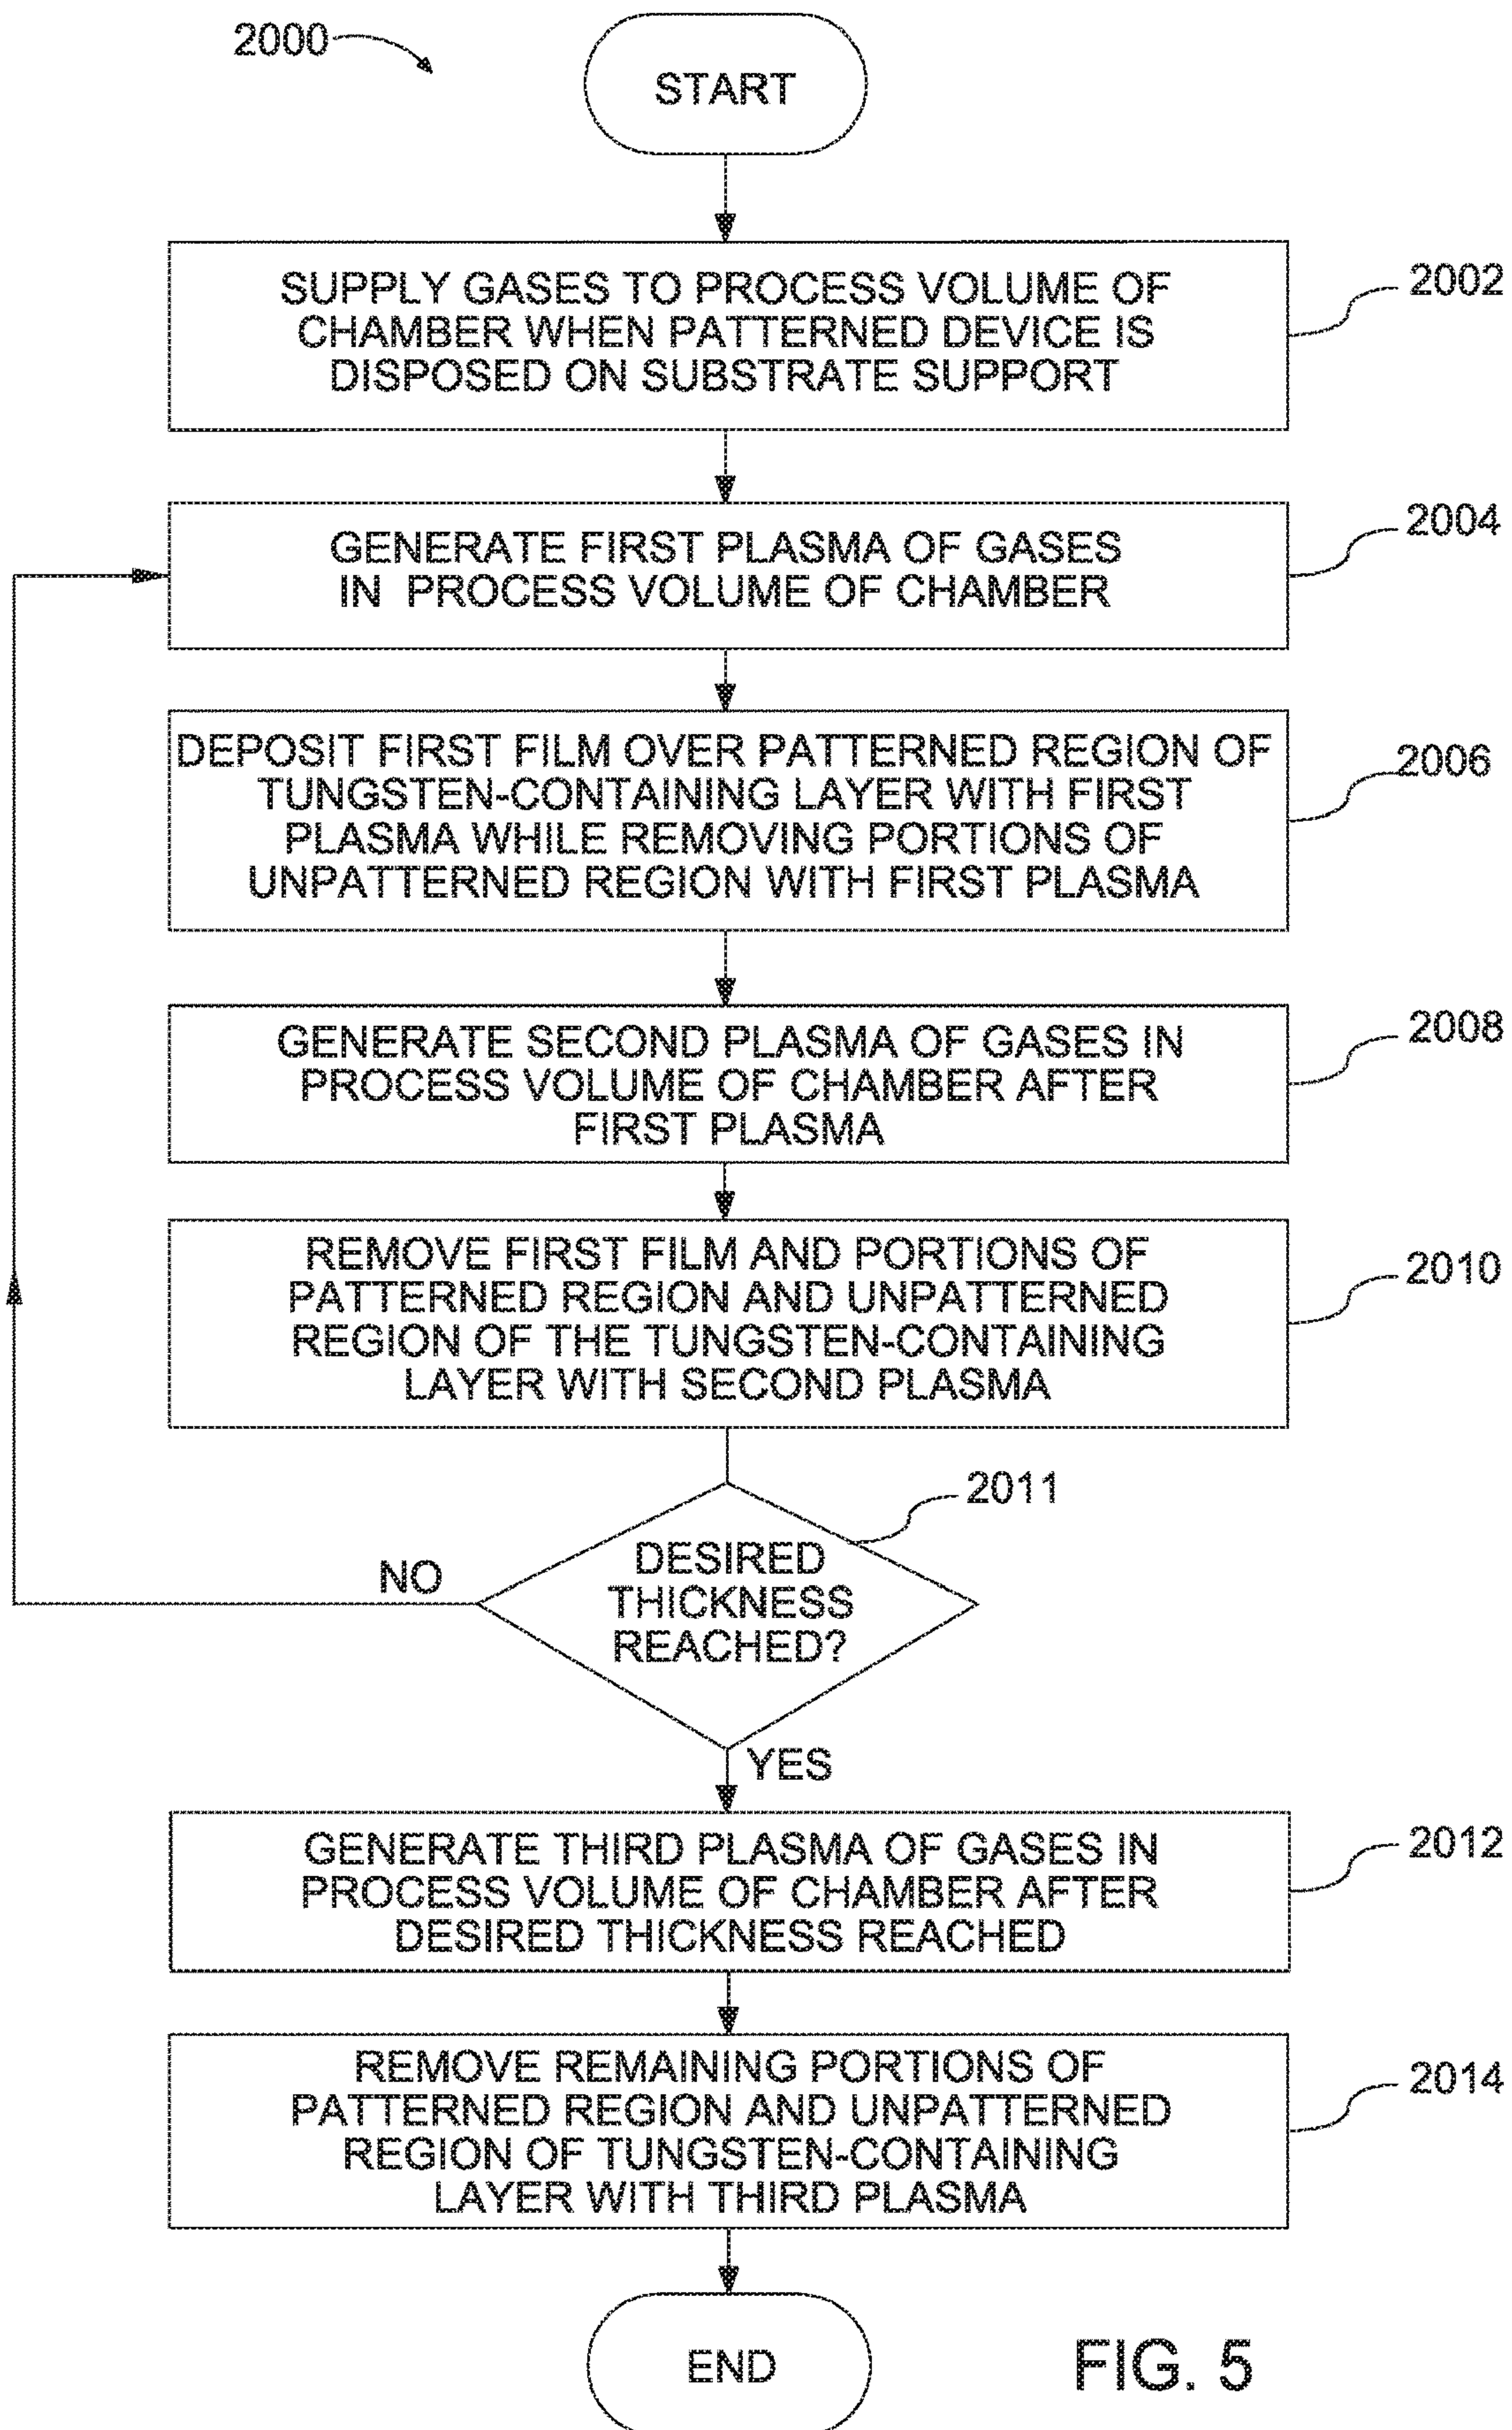 2000
START
SUPPLY GASES TO PROCESS VOLUME OF
CHAMBER WHEN PATTERNED DEVICE IS
DISPOSED ON SUBSTRATE SUPPORT
2002
GENERATE FIRST PLASMA OF GASES
IN PROCESS VOLUME OF CHAMBER
2004
DEPOSIT FIRST FILM OVER PATTERNED REGION OF
TUNGSTEN-CONTAINING LAYER WITH FIRST
PLASMA WHILE REMOVING PORTIONS OF
UNPATTERNED REGION WITH FIRST PLASMA
2006
GENERATE SECOND PLASMA OF GASES IN
PROCESS VOLUME OF CHAMBER AFTER
FIRST PLASMA
2008
REMOVE FIRST FILM AND PORTIONS OF
PATTERNED REGION AND UNPATTERNED
REGION OF THE TUNGSTEN-CONTAINING
LAYER WITH SECOND PLASMA
2010
2011
DESIRED
THICKNESS
REACHED?
NO
YES
GENERATE THIRD PLASMA OF GASES IN
PROCESS VOLUME OF CHAMBER AFTER
DESIRED THICKNESS REACHED
2012
REMOVE REMAINING PORTIONS OF
PATTERNED REGION AND UNPATTERNED
REGION OF TUNGSTEN-CONTAINING
LAYER WITH THIRD PLASMA
2014
END
FIG. 5